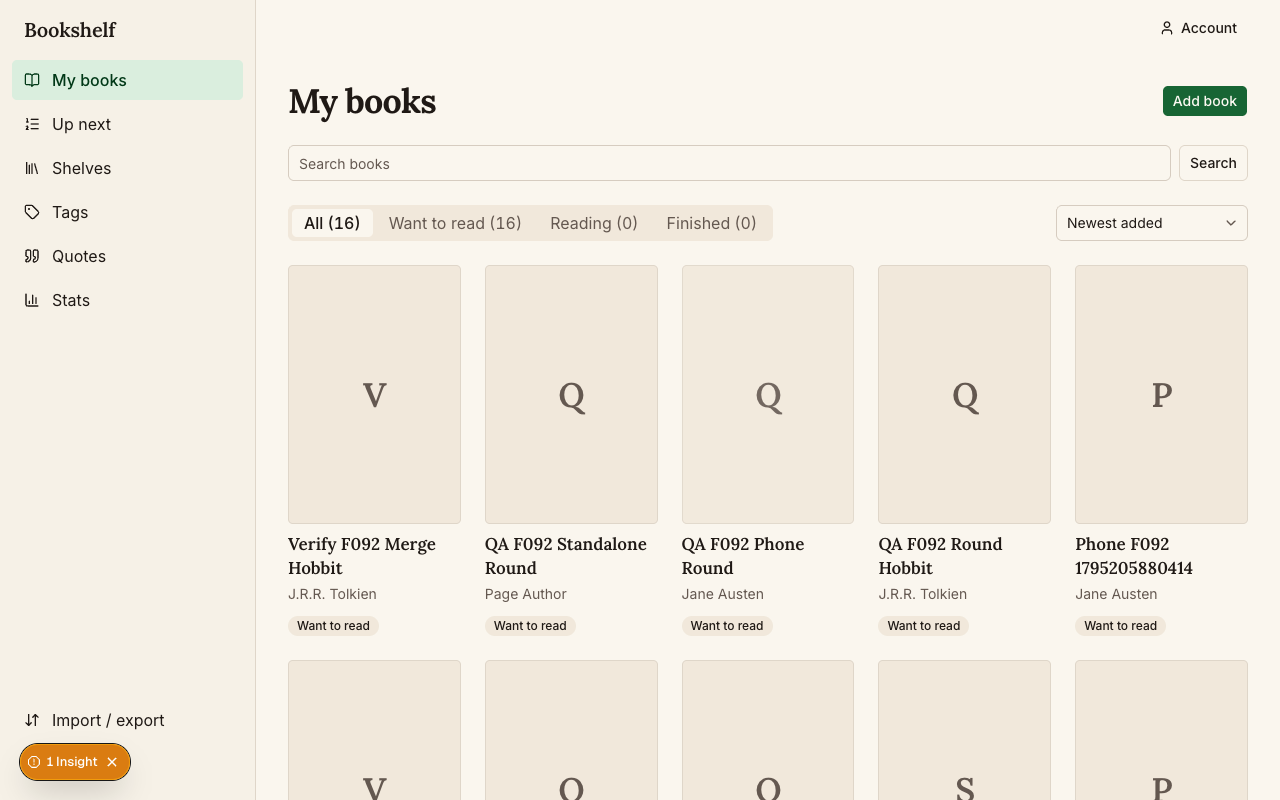 Bookshelf
Account
My books
Up next
Shelves
Tags
Quotes
Stats
Import / export
1 Insight
My books
Add book
Search books
Search
All (16)
Want to read (16)
Reading (0)
Finished (0)
Newest added
V
Q
Q
Q
P
Verify F092 Merge
Hobbit
J.R.R. Tolkien
Want to read
QA F092 Standalone
Round
Page Author
Want to read
QA F092 Phone
Round
Jane Austen
Want to read
QA F092 Round
Hobbit
J.R.R. Tolkien
Want to read
Phone F092
1795205880414
Jane Austen
Want to read
V
S
P